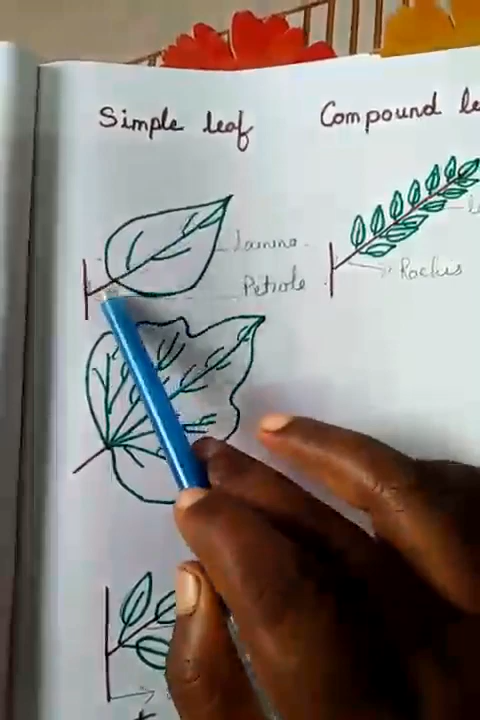 Simple leaf
Compound le
Lamina
Petiole
Rachis